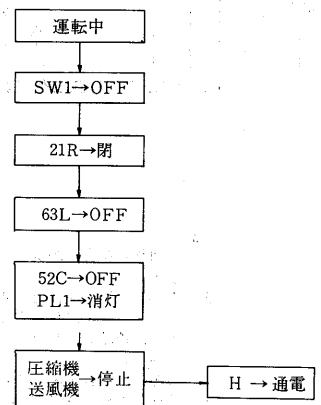 運転中
SW1→OFF
21R→閉
63L→OFF
52C→OFF
PL1→消灯
圧縮機
送風機→停止
H→通電